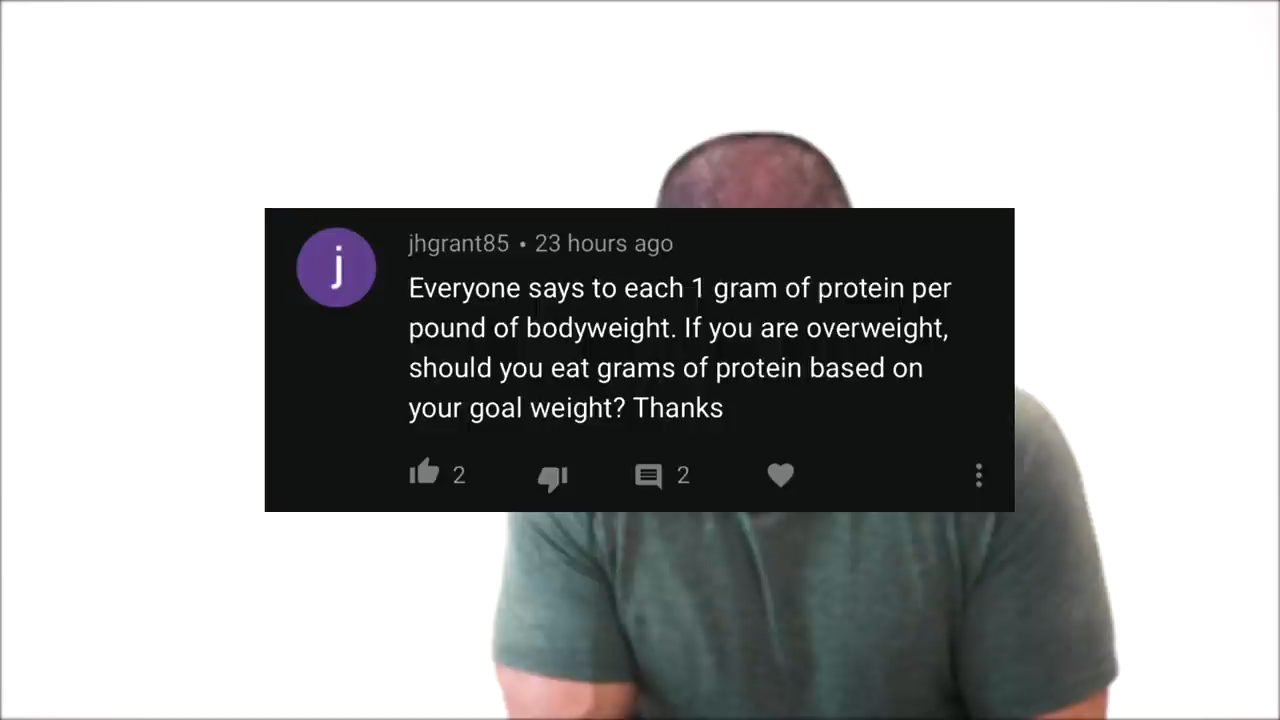 j
jhgrant85 • 23 hours ago
Everyone says to each 1 gram of protein per
pound of bodyweight. If you are overweight,
should you eat grams of protein based on
your goal weight? Thanks
2
2